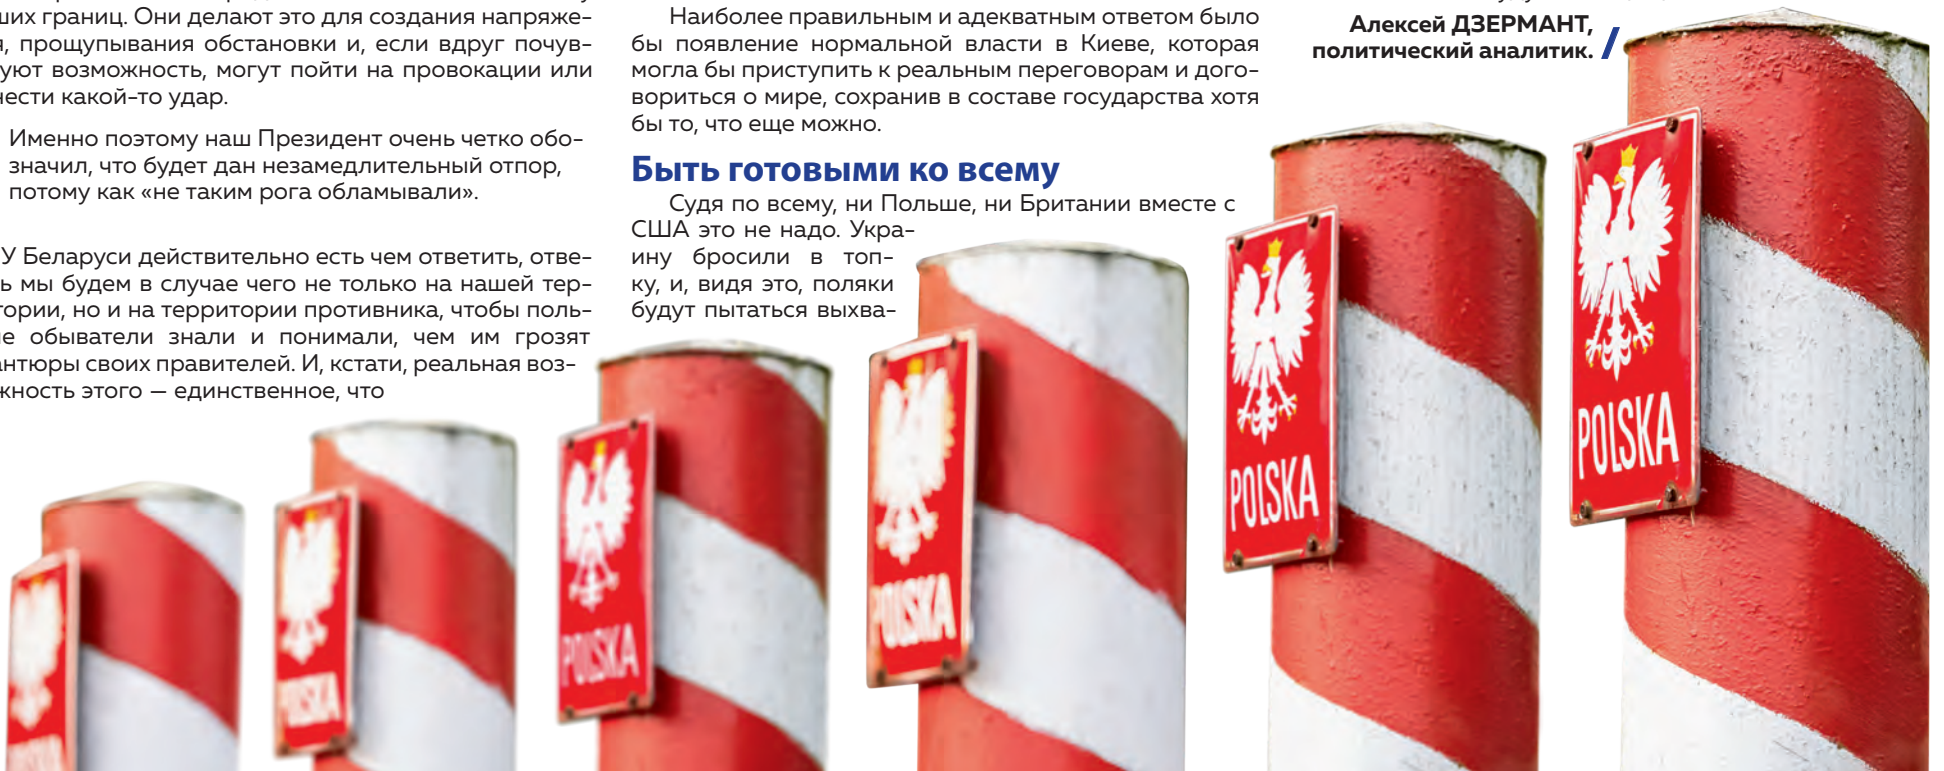 ших границ. Они делают это для создания напряже-
я, прощупывания обстановки и, если вдруг почув-
уют возможность, могут пойти на провокации или
нести какой-то удар.
Именно поэтому наш Президент очень четко обо-
значил, что будет дан незамедлительный отпор,
потому как «не таким рога обламывали».
У Беларуси действительно есть чем ответить, отве-
ь мы будем в случае чего не только на нашей тер-
тории, но и на территории противника, чтобы поль-
е обыватели знали и понимали, чем им грозят
антюры своих правителей. И, кстати, реальная воз-
жность этого — единственное, что
Наиболее правильным и адекватным ответом было
бы появление нормальной власти в Киеве, которая
могла бы приступить к реальным переговорам и дого-
вориться о мире, сохранив в составе государства хотя
бы то, что еще можно.
Быть готовыми ко всему
Судя по всему, ни Польше, ни Британии вместе с
США это не надо. Укра-
ину бросили в топ-
ку, и, видя это, поляки
будут пытаться выхва-
Алексей ДЗЕРМАНТ,
политический аналитик.
POLSKA
POLSKA
POLSKA
POLSKA
POLSKA